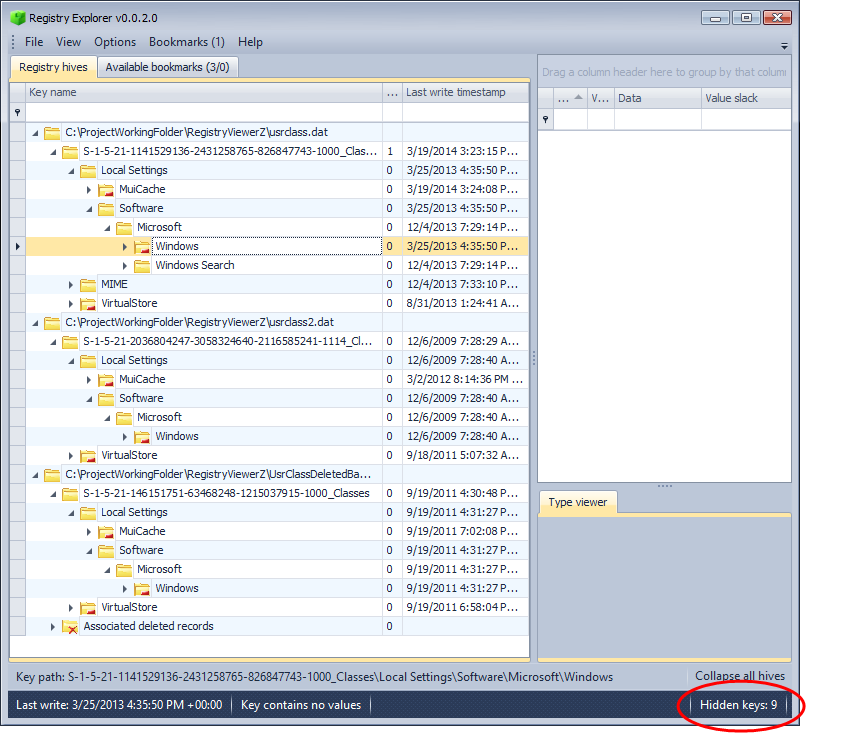 Registry Explorer v0.0.2.0
File View Options Bookmarks (1) Help
Registry hives Available bookmarks (3/0)
Key name ... Last write timestamp
C:\ProjectWorkingFolder\RegistryViewerZ\usrclass.dat
S-1-5-21-1141529136-2431258765-826847743-1000_Clas... 1 3/19/2014 3:23:15 P...
Local Settings 0 3/25/2013 4:35:50 P...
MuiCache 0 3/19/2014 3:24:08 P...
Software 0 3/25/2013 4:35:50 P...
Microsoft 0 12/4/2013 7:29:14 P...
Windows 0 3/25/2013 4:35:50 P...
Windows Search 0 12/4/2013 7:29:14 P...
MIME 0 12/4/2013 7:33:10 P...
VirtualStore 0 8/31/2013 1:24:41 A...
C:\ProjectWorkingFolder\RegistryViewerZ\usrclass2.dat
S-1-5-21-2036804247-3058324640-2116585241-1114_Cl... 0 12/6/2009 7:28:29 A...
Local Settings 0 12/6/2009 7:28:40 A...
MuiCache 0 3/2/2012 8:14:36 PM ...
Software 0 12/6/2009 7:28:40 A...
Microsoft 0 12/6/2009 7:28:40 A...
Windows 0 12/6/2009 7:28:40 A...
VirtualStore 0 9/18/2011 5:07:32 A...
C:\ProjectWorkingFolder\RegistryViewerZ\UsrClassDeletedBa...
S-1-5-21-146151751-63468248-1215037915-1000_Classes 0 9/19/2011 4:30:48 P...
Local Settings 0 9/19/2011 4:31:27 P...
MuiCache 0 9/19/2011 7:02:08 P...
Software 0 9/19/2011 4:31:27 P...
Microsoft 0 9/19/2011 4:31:27 P...
Windows 0 9/19/2011 4:31:27 P...
VirtualStore 0 9/19/2011 6:58:04 P...
Associated deleted records 0
Drag a column header here to group by that colum
... V... Data Value slack
Type viewer
Key path: S-1-5-21-1141529136-2431258765-826847743-1000_Classes\Local Settings\Software\Microsoft\Windows Collapse all hives
Last write: 3/25/2013 4:35:50 PM +00:00 Key contains no values Hidden keys: 9